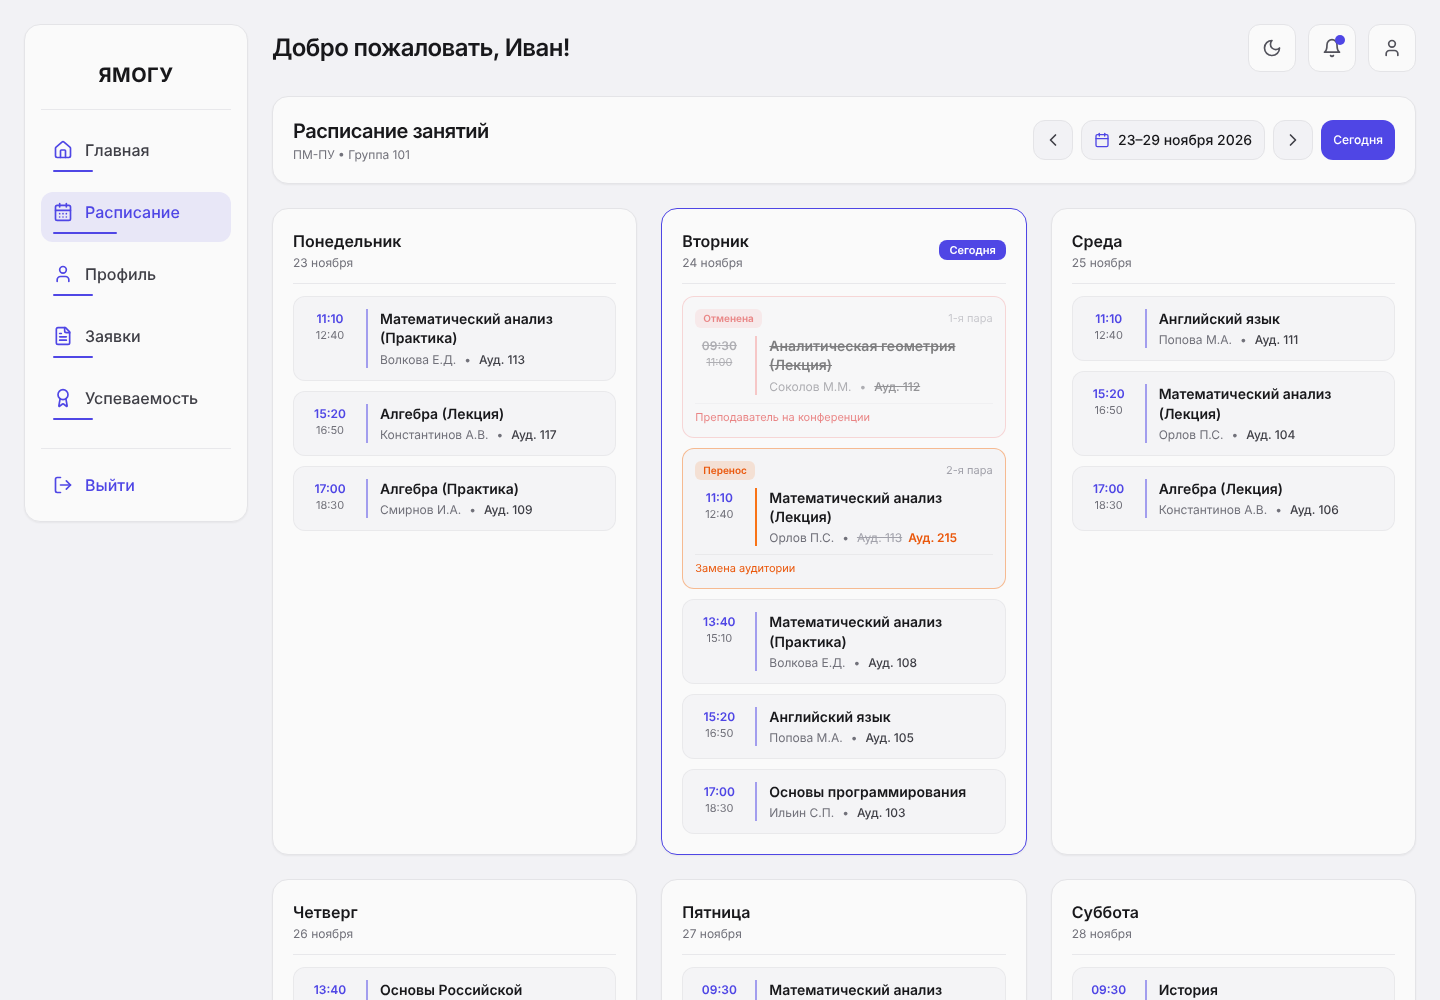 ЯМОГУ
Главная
Расписание
Профиль
Заявки
Успеваемость
Выйти
Добро пожаловать, Иван!
Расписание занятий
ПМ-ПУ • Группа 101
23–29 ноября 2026
Сегодня
Понедельник
23 ноября
11:10
12:40
Математический анализ
(Практика)
Волкова Е.Д. • Ауд. 113
15:20
16:50
Алгебра (Лекция)
Константинов А.В. • Ауд. 117
17:00
18:30
Алгебра (Практика)
Смирнов И.А. • Ауд. 109
Вторник
24 ноября
Сегодня
Отменена
1-я пара
09:30
11:00
Аналитическая геометрия
(Лекция)
Соколов М.М. • Ауд. 112
Преподаватель на конференции
Перенос
2-я пара
11:10
12:40
Математический анализ
(Лекция)
Орлов П.С. • Ауд. 113 Ауд. 215
Замена аудитории
13:40
15:10
Математический анализ
(Практика)
Волкова Е.Д. • Ауд. 108
15:20
16:50
Английский язык
Попова М.А. • Ауд. 105
17:00
18:30
Основы программирования
Ильин С.П. • Ауд. 103
Среда
25 ноября
11:10
12:40
Английский язык
Попова М.А. • Ауд. 111
15:20
16:50
Математический анализ
(Лекция)
Орлов П.С. • Ауд. 104
17:00
18:30
Алгебра (Лекция)
Константинов А.В. • Ауд. 106
Четверг
26 ноября
13:40
Основы Российской
Пятница
27 ноября
09:30
Математический анализ
Суббота
28 ноября
09:30
История